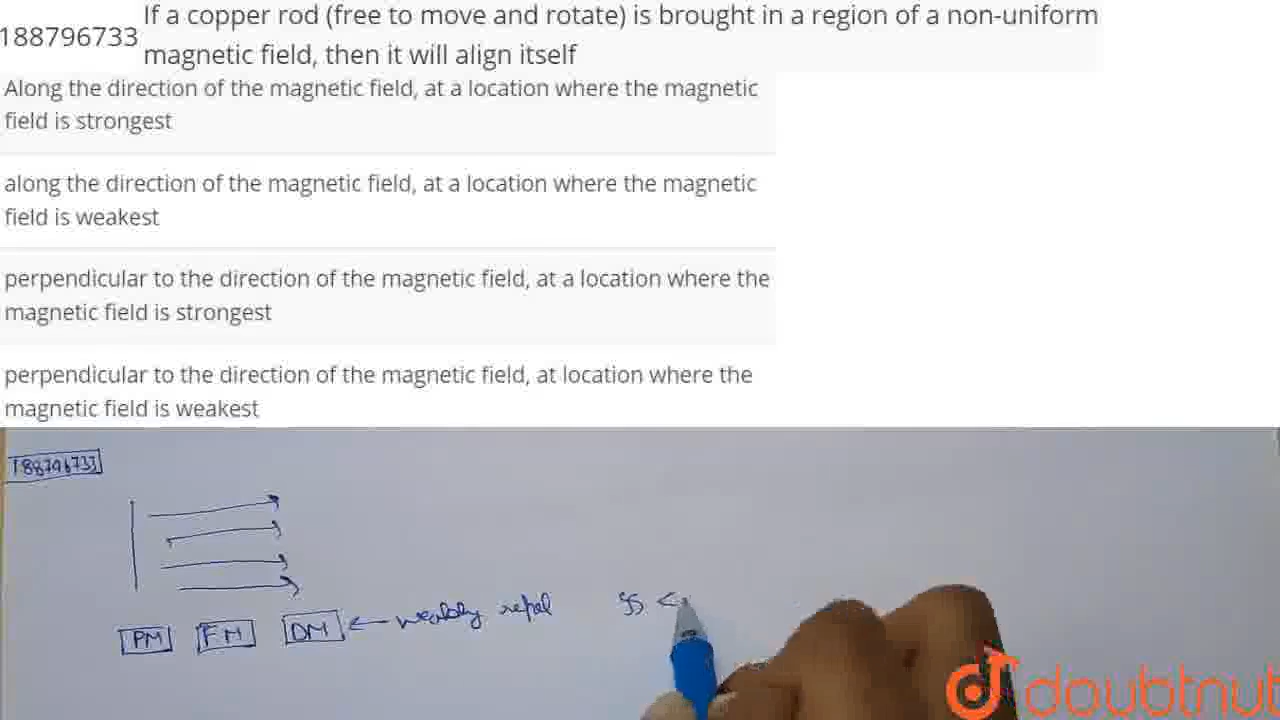 188796733
If a copper rod (free to move and rotate) is brought in a region of a non-uniform
magnetic field, then it will align itself
Along the direction of the magnetic field, at a location where the magnetic
field is strongest
along the direction of the magnetic field, at a location where the magnetic
field is weakest
perpendicular to the direction of the magnetic field, at a location where the
magnetic field is strongest
perpendicular to the direction of the magnetic field, at location where the
magnetic field is weakest
188796733
PM FM DM ← weakly repel <
doubtnut